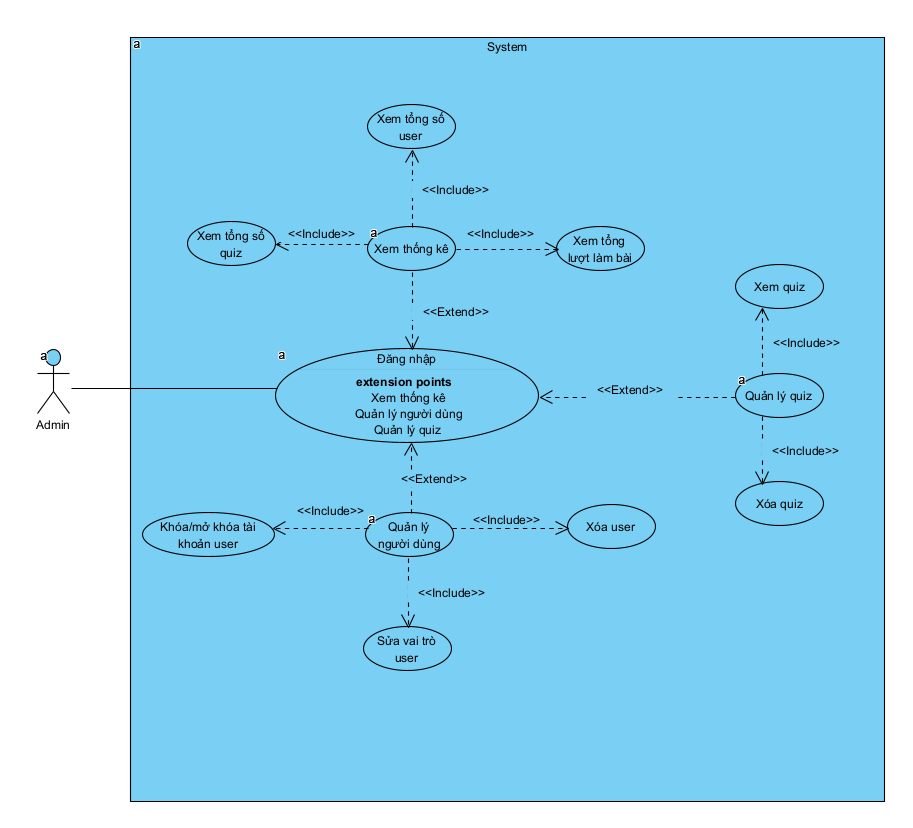 a
System
Xem tổng số
user
<<Include>>
Xem tổng số
quiz
<<Include>>
a
Xem thống kê
<<Include>>
Xem tổng
lượt làm bài
<<Extend>>
Xem quiz
<<Include>>
a
Đăng nhập
extension points
Xem thống kê
Quản lý người dùng
Quản lý quiz
<<Extend>>
a
Quản lý quiz
<<Include>>
Xóa quiz
a
Admin
<<Extend>>
Khóa/mở khóa tài
khoản user
<<Include>>
a
Quản lý
người dùng
<<Include>>
Xóa user
<<Include>>
Sửa vai trò
user